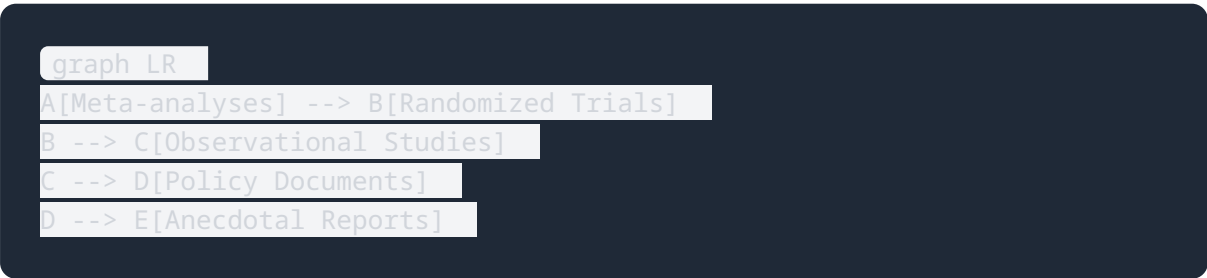 graph LR
A[Meta-analyses] --> B[Randomized Trials]
B --> C[Observational Studies]
C --> D[Policy Documents]
D --> E[Anecdotal Reports]